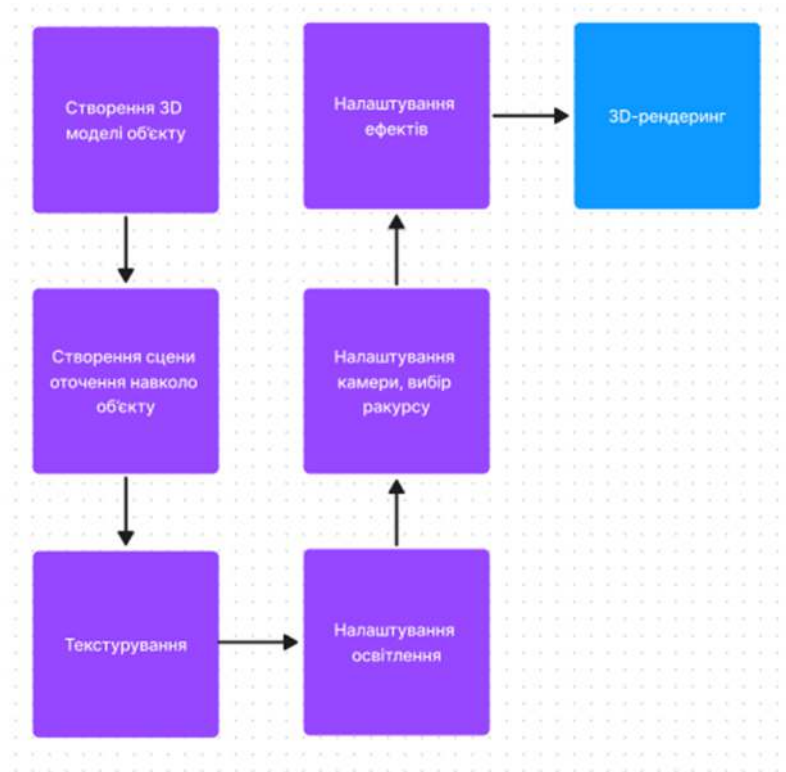 Створення 3D
моделі об'єкту
Створення сцени
оточення навколо
об'єкту
Текстурування
Налаштування
освітлення
Налаштування
камери, вибір
ракурсу
Налаштування
ефектів
3D-рендеринг